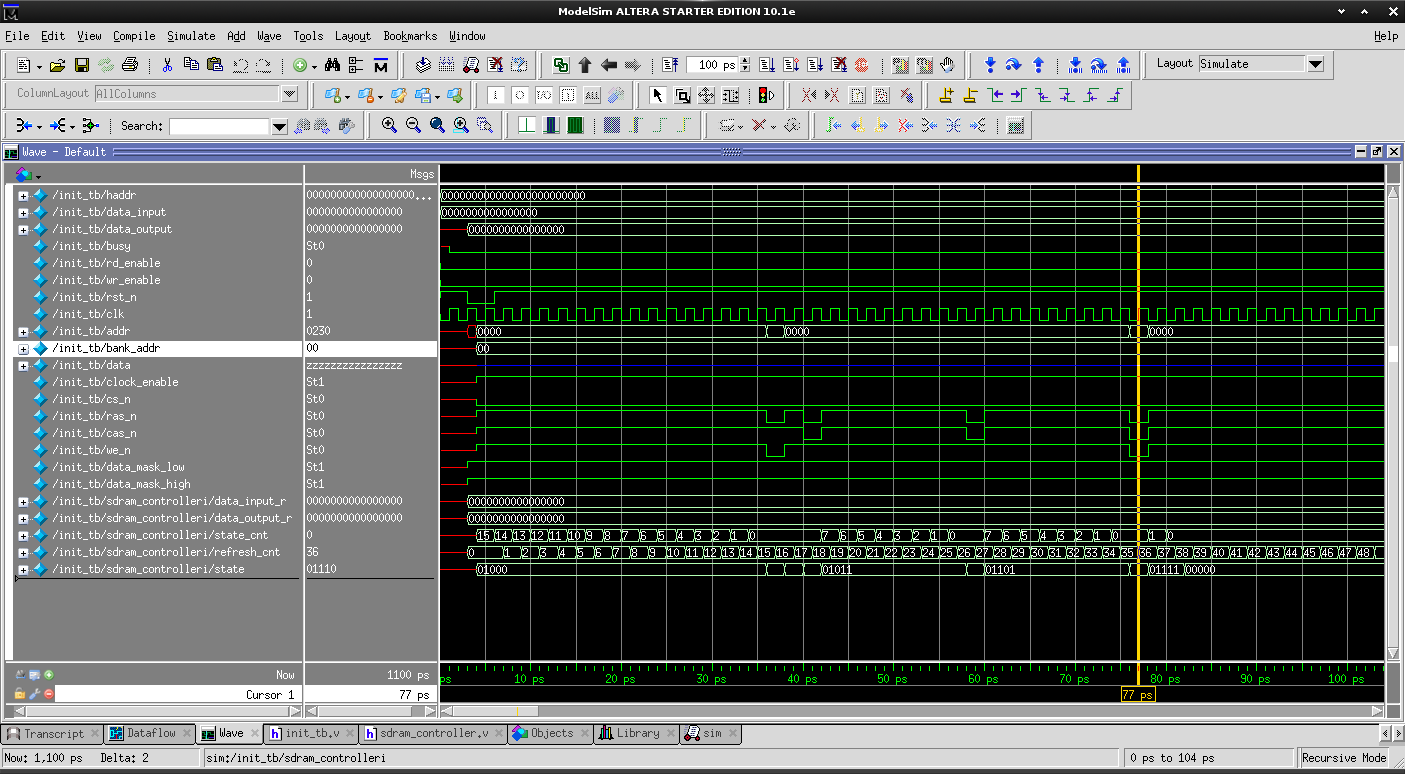 ModelSim ALTERA STARTER EDITION 10.1e
File Edit View Compile Simulate Add Wave Tools Layout Bookmarks Window Help
100 ps Layout Simulate
ColumnLayout AllColumns
Search:
Wave - Default
Msgs
/init_tb/haddr 000000000000000000... 000000000000000000000000
/init_tb/data_input 0000000000000000 0000000000000000
/init_tb/data_output 0000000000000000 0000000000000000
/init_tb/busy St0
/init_tb/rd_enable 0
/init_tb/wr_enable 0
/init_tb/rst_n 1
/init_tb/clk 1
/init_tb/addr 0230 0000 0000 0000
/init_tb/bank_addr 00 00
/init_tb/data zzzzzzzzzzzzzzzz
/init_tb/clock_enable St1
/init_tb/cs_n St0
/init_tb/ras_n St0
/init_tb/cas_n St0
/init_tb/we_n St0
/init_tb/data_mask_low St1
/init_tb/data_mask_high St1
/init_tb/sdram_controlleri/data_input_r 0000000000000000 0000000000000000
/init_tb/sdram_controlleri/data_output_r 0000000000000000 0000000000000000
/init_tb/sdram_controlleri/state_cnt 0 15 14 13 12 11 10 9 8 7 6 5 4 3 2 1 0 7 6 5 4 3 2 1 0 7 6 5 4 3 2 1 0 1 0
/init_tb/sdram_controlleri/refresh_cnt 36 0 1 2 3 4 5 6 7 8 9 10 11 12 13 14 15 16 17 18 19 20 21 22 23 24 25 26 27 28 29 30 31 32 33 34 35 36 37 38 39 40 41 42 43 44 45 46 47 48
/init_tb/sdram_controlleri/state 01110 01000 01011 01101 01111 00000
Now 1100 ps ps 10 ps 20 ps 30 ps 40 ps 50 ps 60 ps 70 ps 80 ps 90 ps 100 ps
Cursor 1 77 ps 77 ps
Transcript Dataflow Wave init_tb.v sdram_controller.v Objects Library sim
Now: 1,100 ps Delta: 2 sim:/init_tb/sdram_controlleri 0 ps to 104 ps Recursive Mode